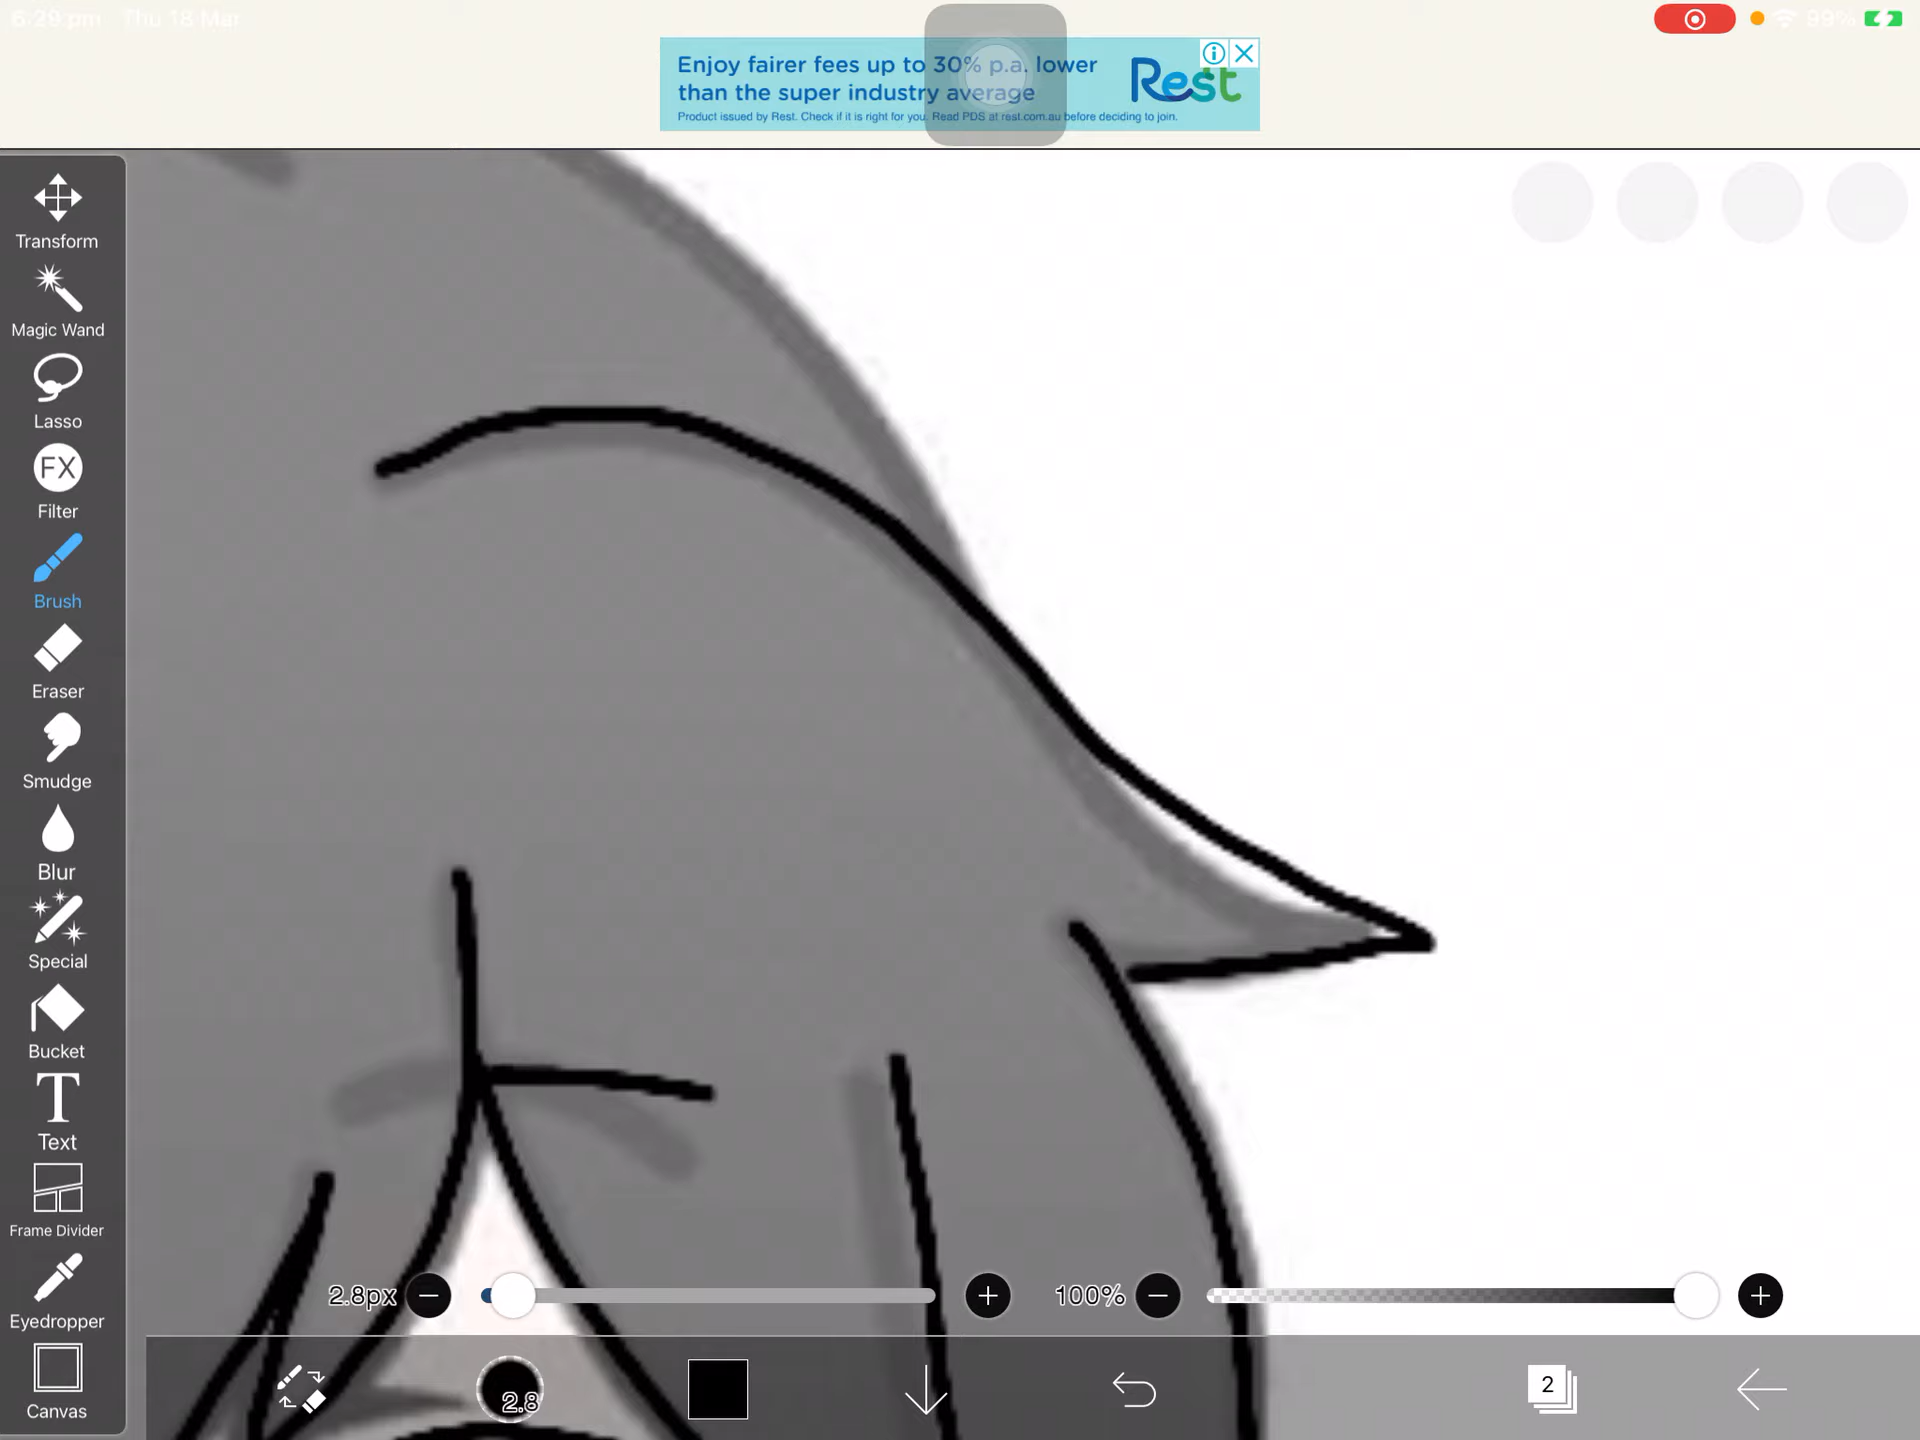 6:29 pm Thu 18 Mar
99%
Enjoy fairer fees up to 30% p.a. lower
than the super industry average
Product issued by Rest. Check if it is right for you. Read PDS at rest.com.au before deciding to join.
Rest
Transform
Magic Wand
Lasso
FX
Filter
Brush
Eraser
Smudge
Blur
Special
Bucket
T
Text
Frame Divider
Eyedropper
Canvas
2.8px
100%
2.8
2